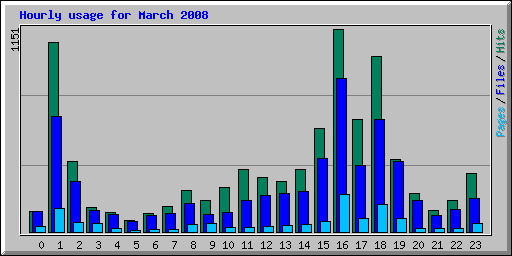 Hourly usage for March 2008
1151
Pages/Files/Hits
0 1 2 3 4 5 6 7 8 9 10 11 12 13 14 15 16 17 18 19 20 21 22 23